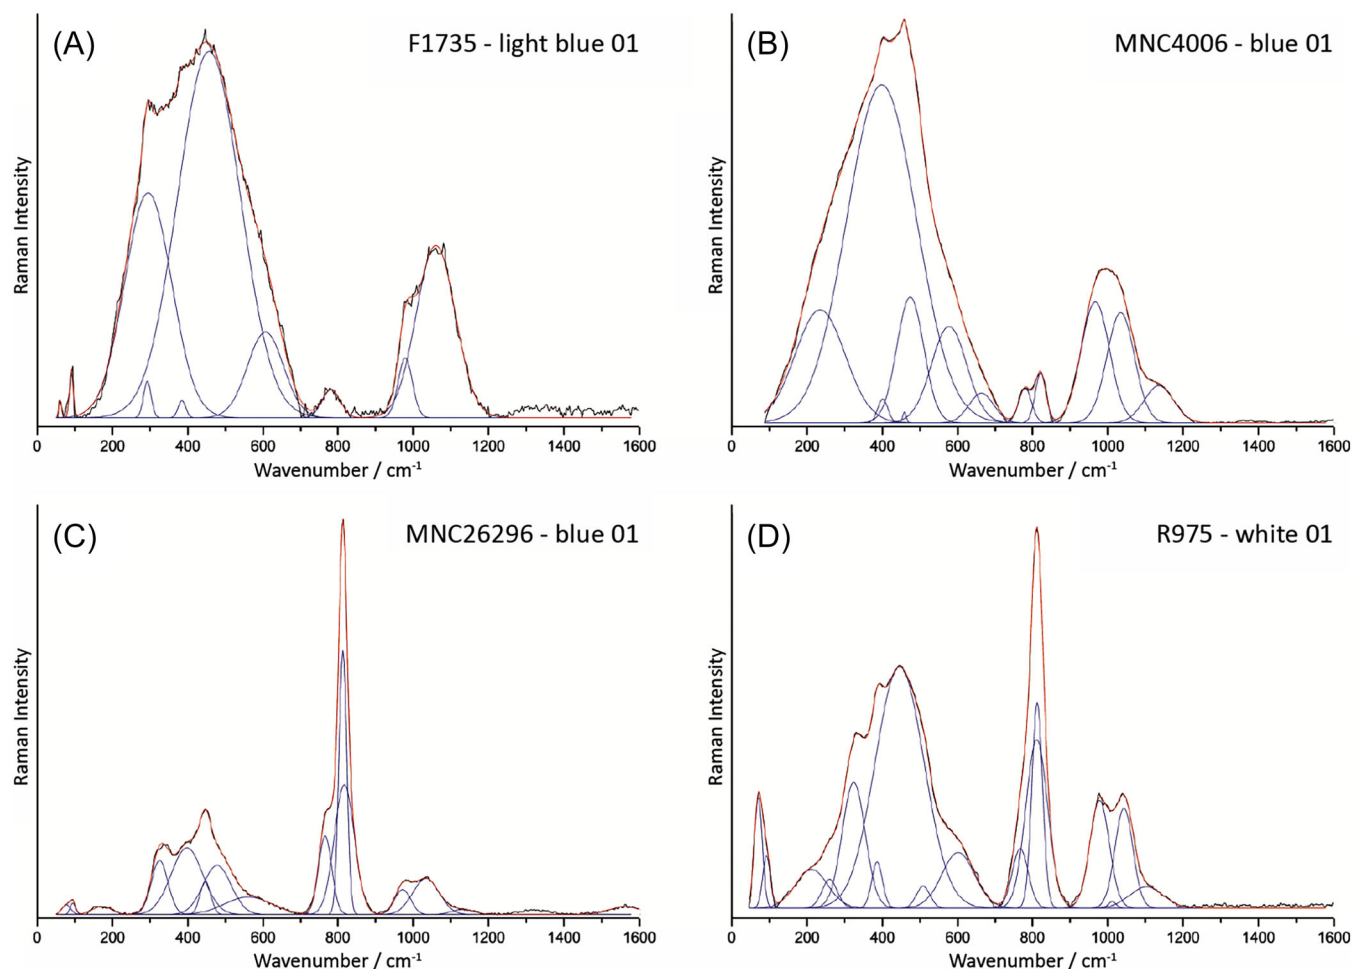 (A)
F1735 - light blue 01
Raman Intensity
0 200 400 600 800 1000 1200 1400 1600
Wavenumber / cm⁻¹
(B)
MNC4006 - blue 01
Raman Intensity
0 200 400 600 800 1000 1200 1400 1600
Wavenumber / cm⁻¹
(C)
MNC26296 - blue 01
Raman Intensity
0 200 400 600 800 1000 1200 1400 1600
Wavenumber / cm⁻¹
(D)
R975 - white 01
Raman Intensity
0 200 400 600 800 1000 1200 1400 1600
Wavenumber / cm⁻¹